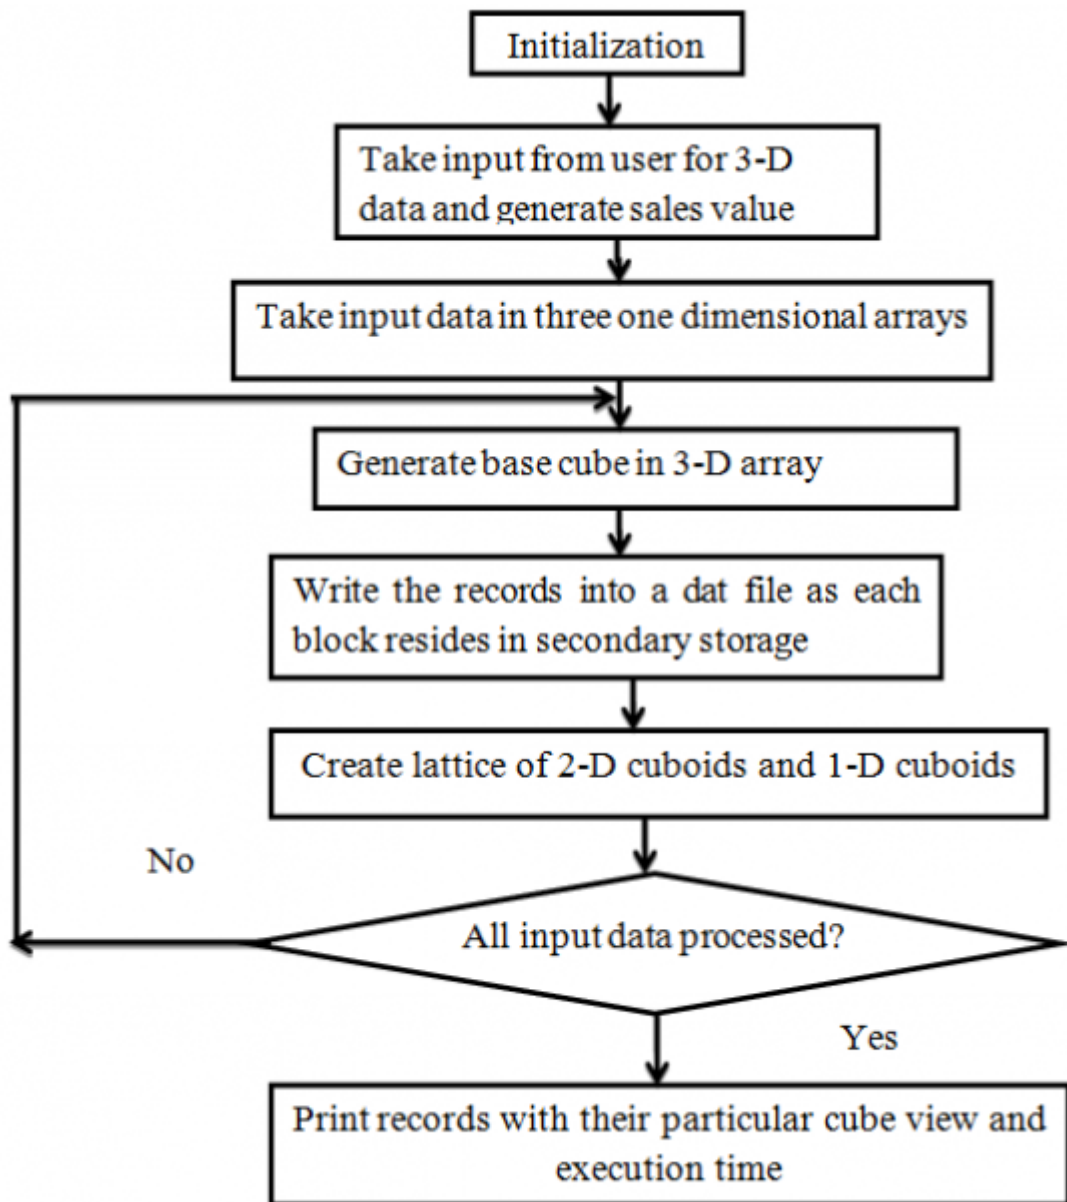 Initialization
Take input from user for 3-D
data and generate sales value
Take input data in three one dimensional arrays
Generate base cube in 3-D array
Write the records into a dat file as each
block resides in secondary storage
Create lattice of 2-D cuboids and 1-D cuboids
No
All input data processed?
Yes
Print records with their particular cube view and
execution time